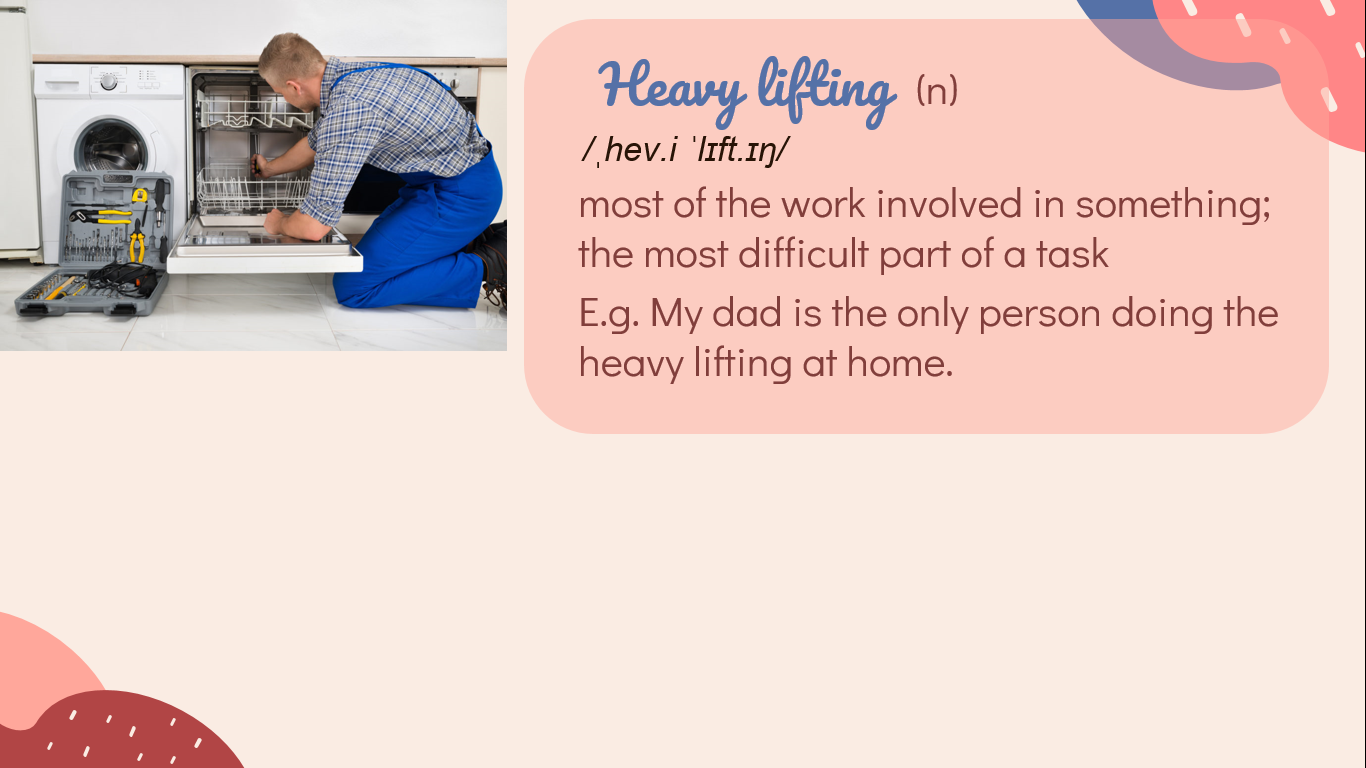 Heavy lifting (n)
/ˌhev.i ˈlɪft.ɪŋ/
most of the work involved in something;
the most difficult part of a task
E.g. My dad is the only person doing the
heavy lifting at home.